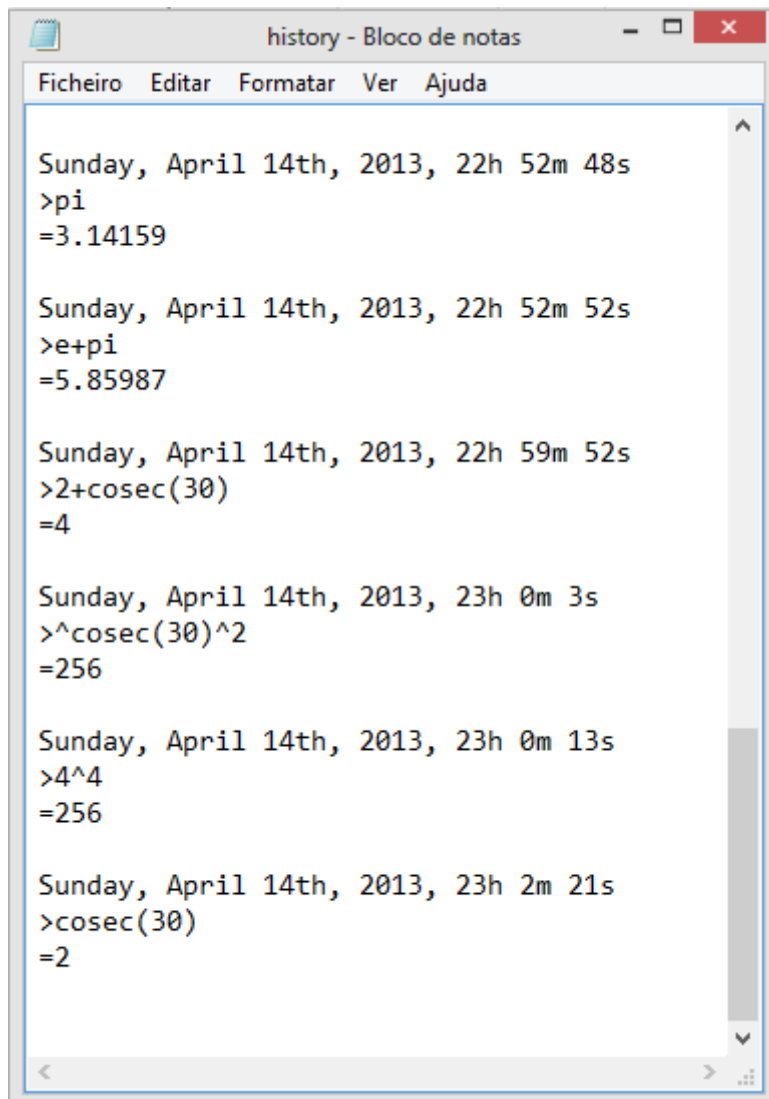 history - Bloco de notas
Ficheiro Editar Formatar Ver Ajuda
Sunday, April 14th, 2013, 22h 52m 48s
>pi
=3.14159
Sunday, April 14th, 2013, 22h 52m 52s
>e+pi
=5.85987
Sunday, April 14th, 2013, 22h 59m 52s
>2+cosec(30)
=4
Sunday, April 14th, 2013, 23h 0m 3s
>^cosec(30)^2
=256
Sunday, April 14th, 2013, 23h 0m 13s
>4^4
=256
Sunday, April 14th, 2013, 23h 2m 21s
>cosec(30)
=2